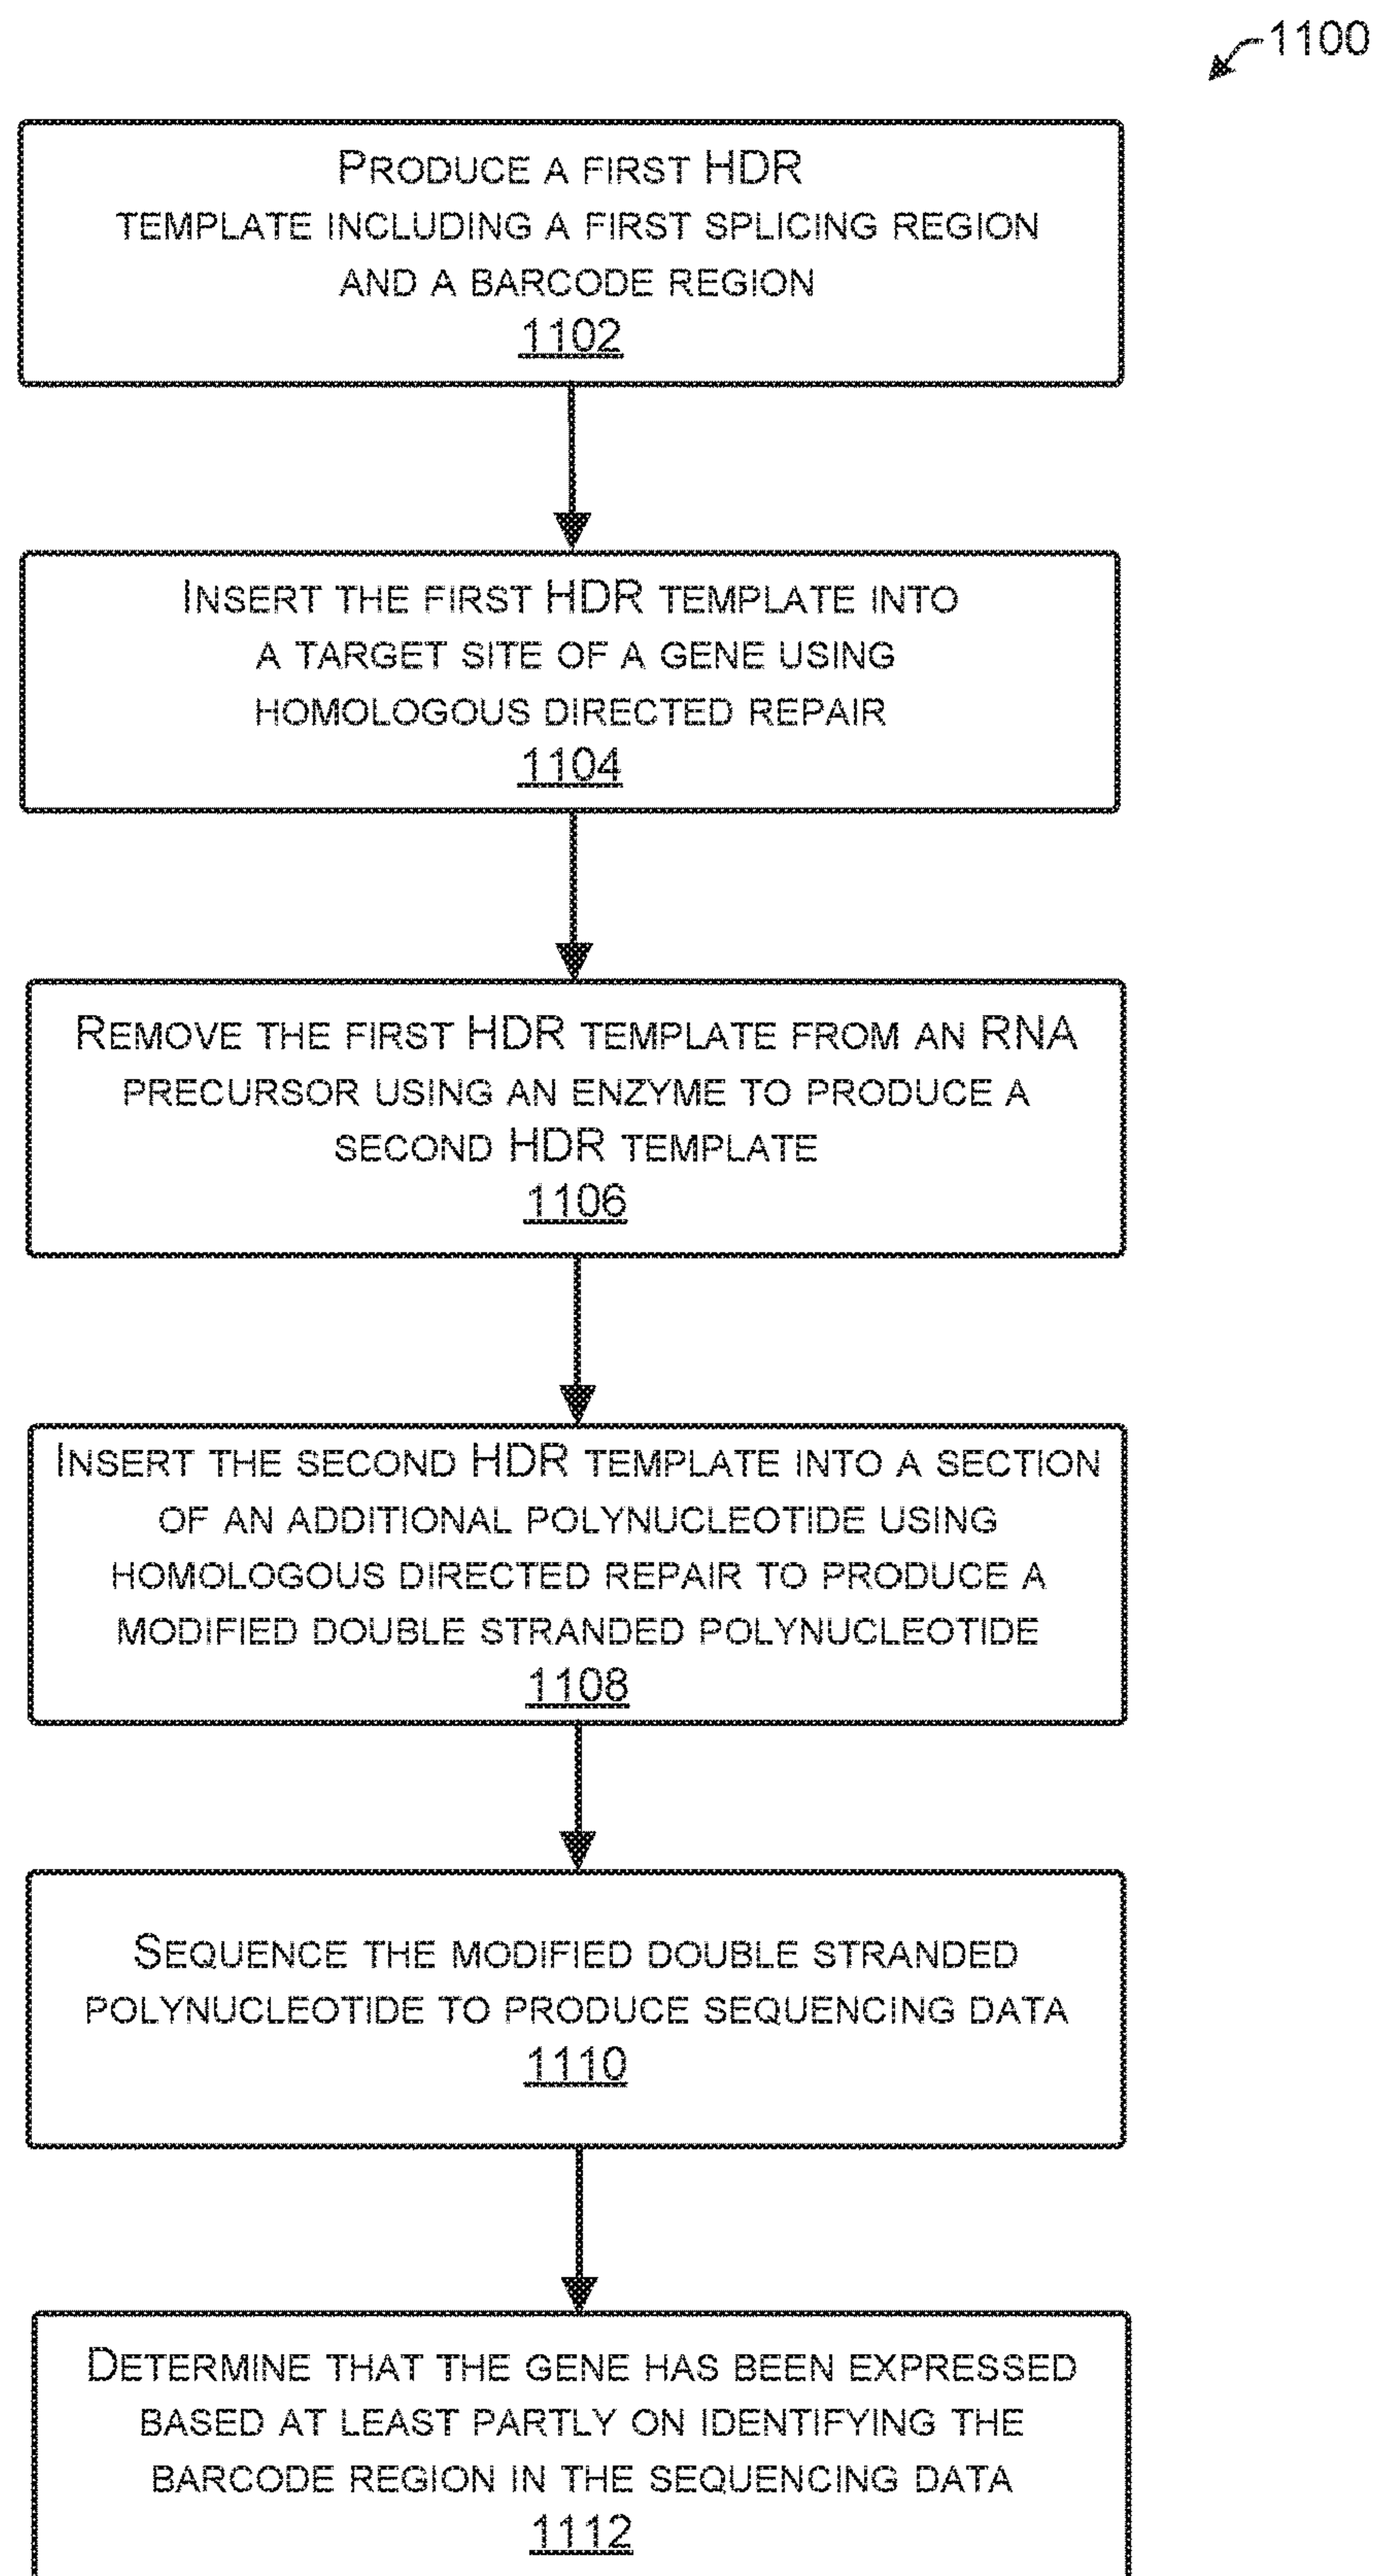 1100
PRODUCE A FIRST HDR
TEMPLATE INCLUDING A FIRST SPLICING REGION
AND A BARCODE REGION
1102
INSERT THE FIRST HDR TEMPLATE INTO
A TARGET SITE OF A GENE USING
HOMOLOGOUS DIRECTED REPAIR
1104
REMOVE THE FIRST HDR TEMPLATE FROM AN RNA
PRECURSOR USING AN ENZYME TO PRODUCE A
SECOND HDR TEMPLATE
1106
INSERT THE SECOND HDR TEMPLATE INTO A SECTION
OF AN ADDITIONAL POLYNUCLEOTIDE USING
HOMOLOGOUS DIRECTED REPAIR TO PRODUCE A
MODIFIED DOUBLE STRANDED POLYNUCLEOTIDE
1108
SEQUENCE THE MODIFIED DOUBLE STRANDED
POLYNUCLEOTIDE TO PRODUCE SEQUENCING DATA
1110
DETERMINE THAT THE GENE HAS BEEN EXPRESSED
BASED AT LEAST PARTLY ON IDENTIFYING THE
BARCODE REGION IN THE SEQUENCING DATA
1112